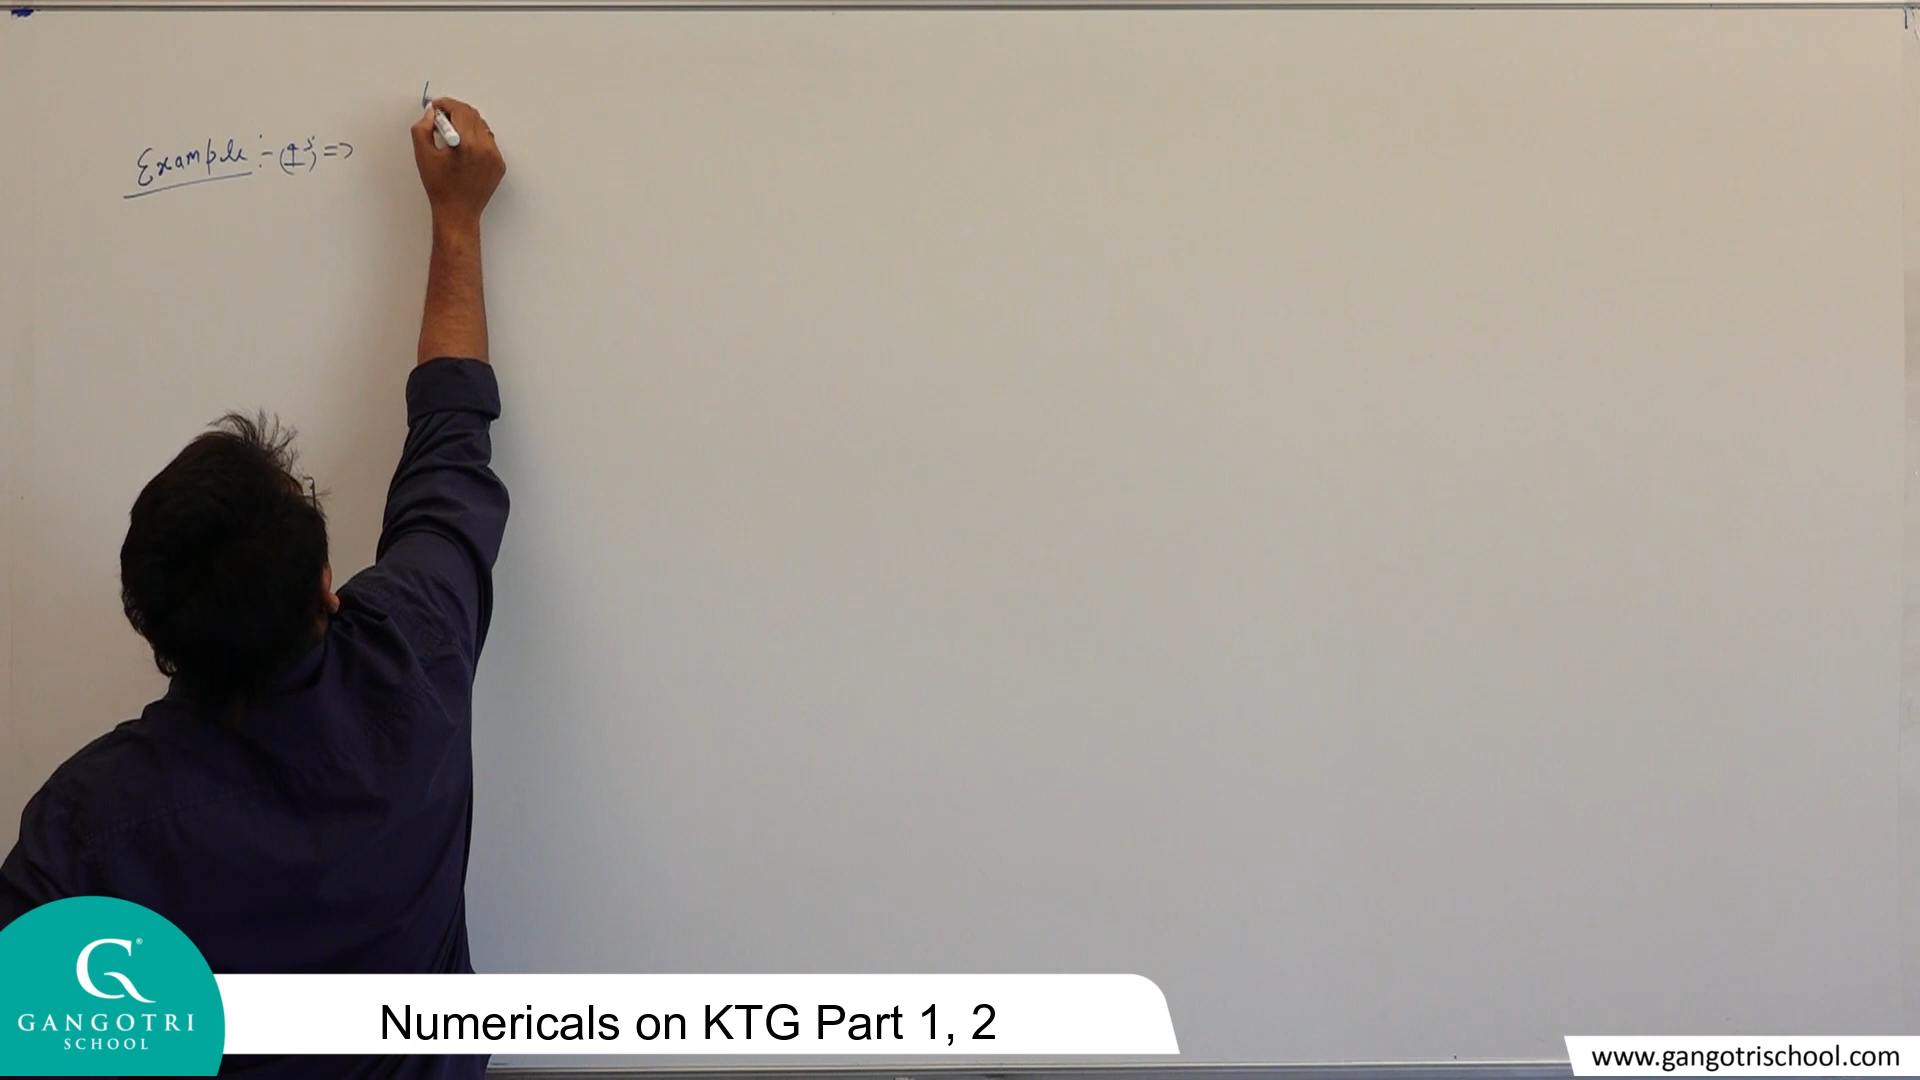 Example :- (1) =>
GANGOTRI
SCHOOL
Numericals on KTG Part 1, 2
www.gangotrischool.com